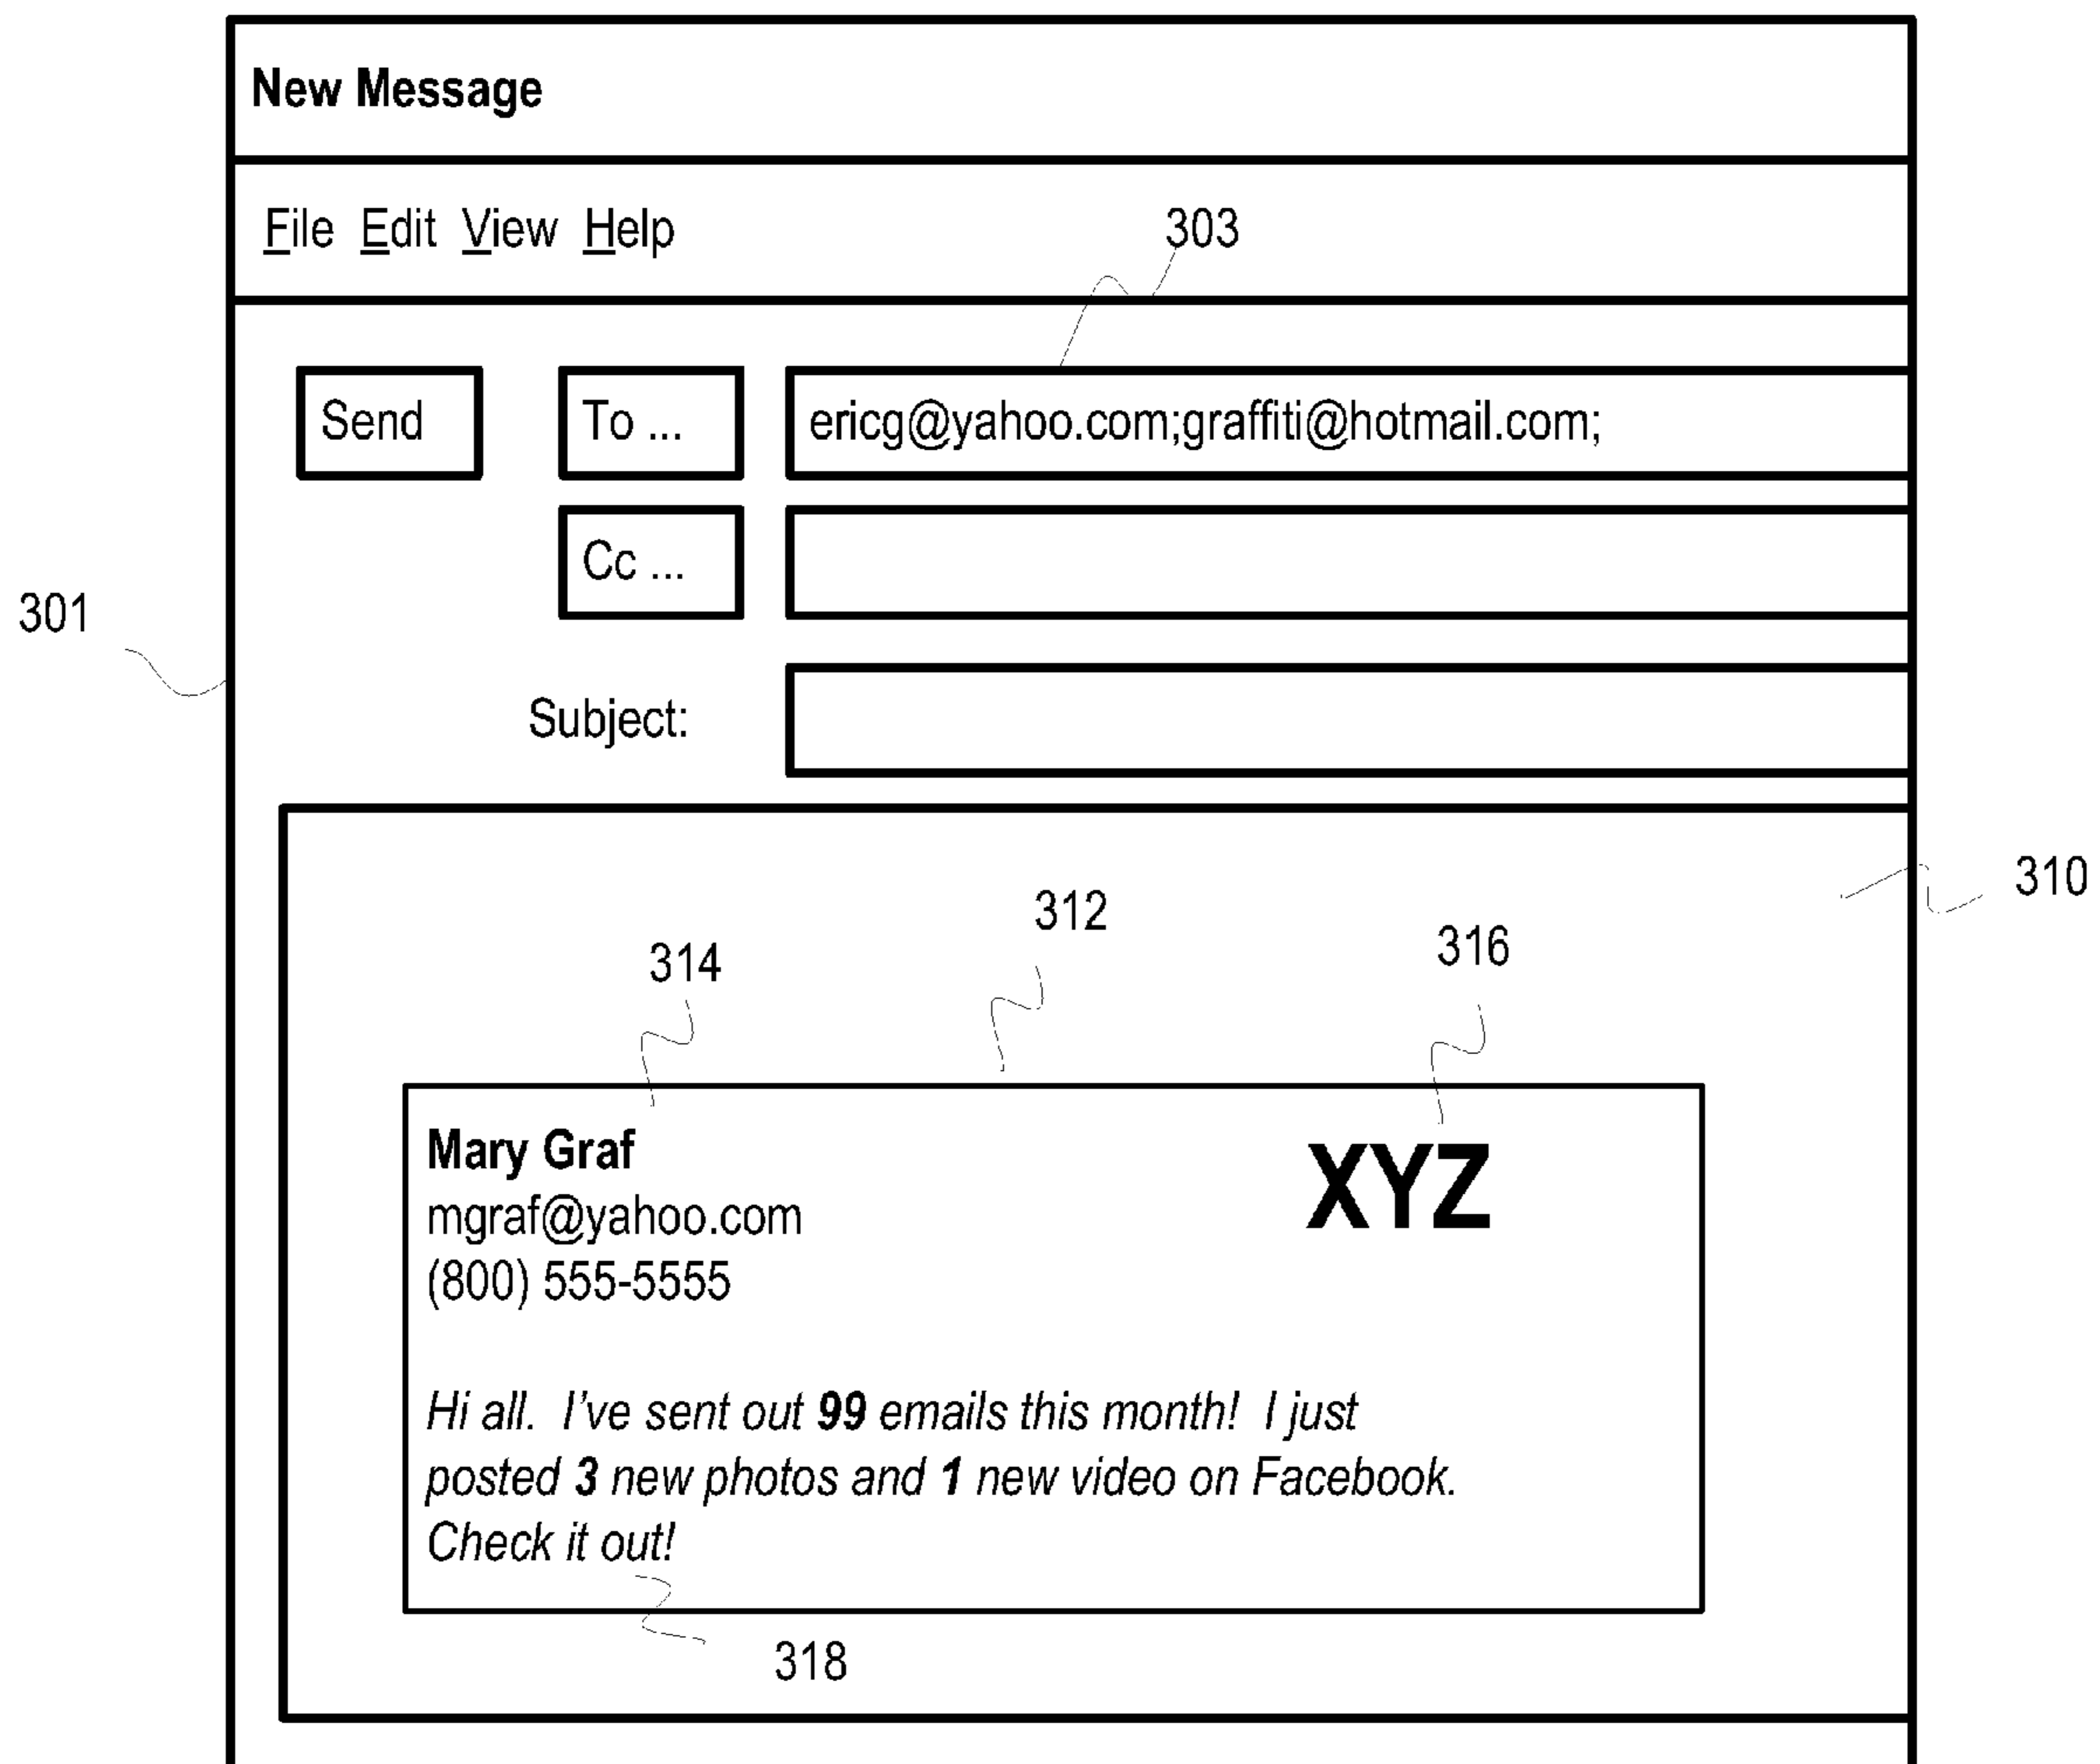 New Message
File Edit View Help
303
Send To ... ericg@yahoo.com;graffiti@hotmail.com;
Cc ...
301
Subject:
310
312
316
314
Mary Graf
XYZ
mgraf@yahoo.com
(800) 555-5555
Hi all.  I've sent out 99 emails this month!  I just
posted 3 new photos and 1 new video on Facebook.
Check it out!
318